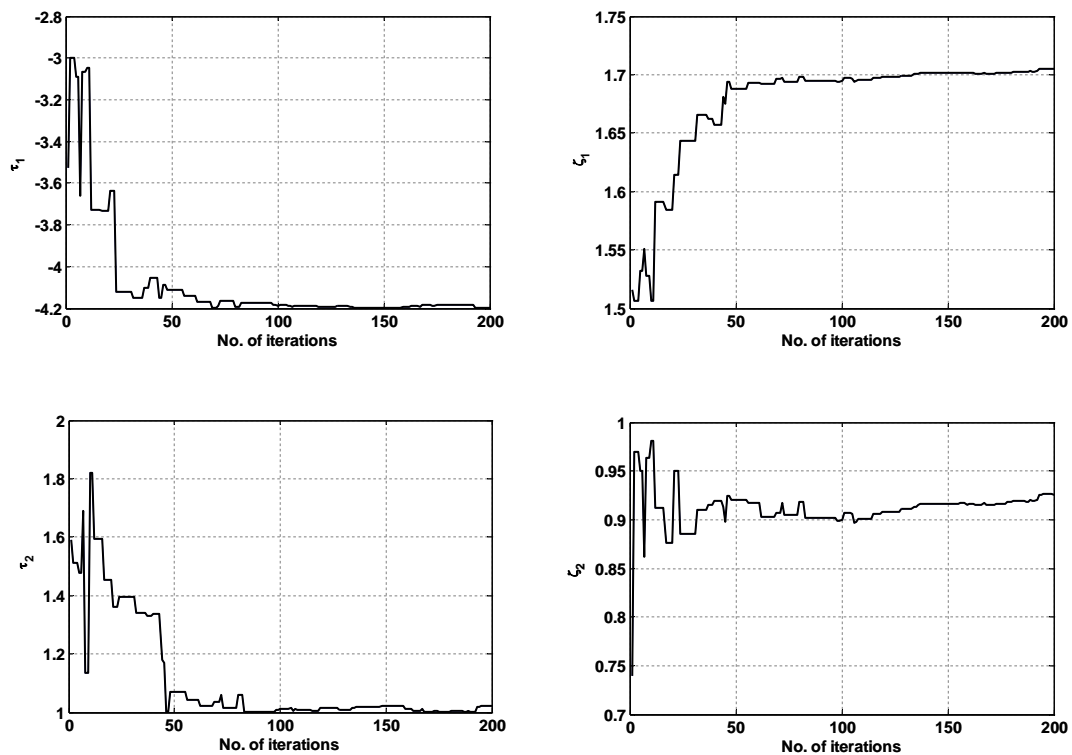 -2.8
-3
-3.2
-3.4
-3.6
-3.8
-4
-4.2
τ1
0 50 100 150 200
No. of iterations
1.75
1.7
1.65
1.6
1.55
1.5
ζ1
0 50 100 150 200
No. of iterations
2
1.8
1.6
1.4
1.2
1
τ2
0 50 100 150 200
No. of iterations
1
0.95
0.9
0.85
0.8
0.75
0.7
ζ2
0 50 100 150 200
No. of iterations